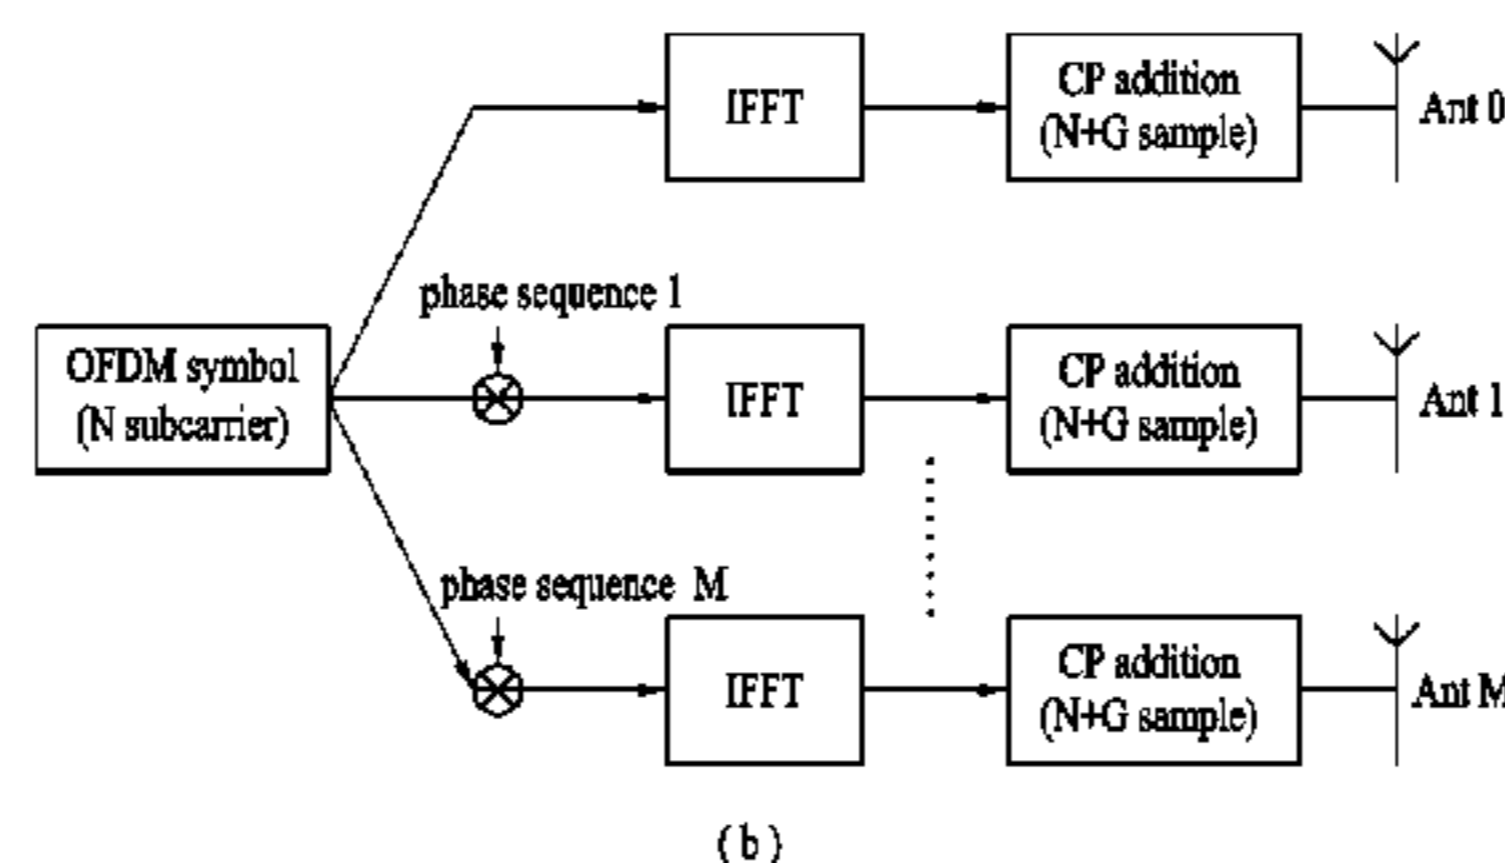 IFFT
CP addition
(N+G sample)
Ant 0
phase sequence 1
OFDM symbol
(N subcarrier)
IFFT
CP addition
(N+G sample)
Ant 1
phase sequence M
IFFT
CP addition
(N+G sample)
Ant M
( b )